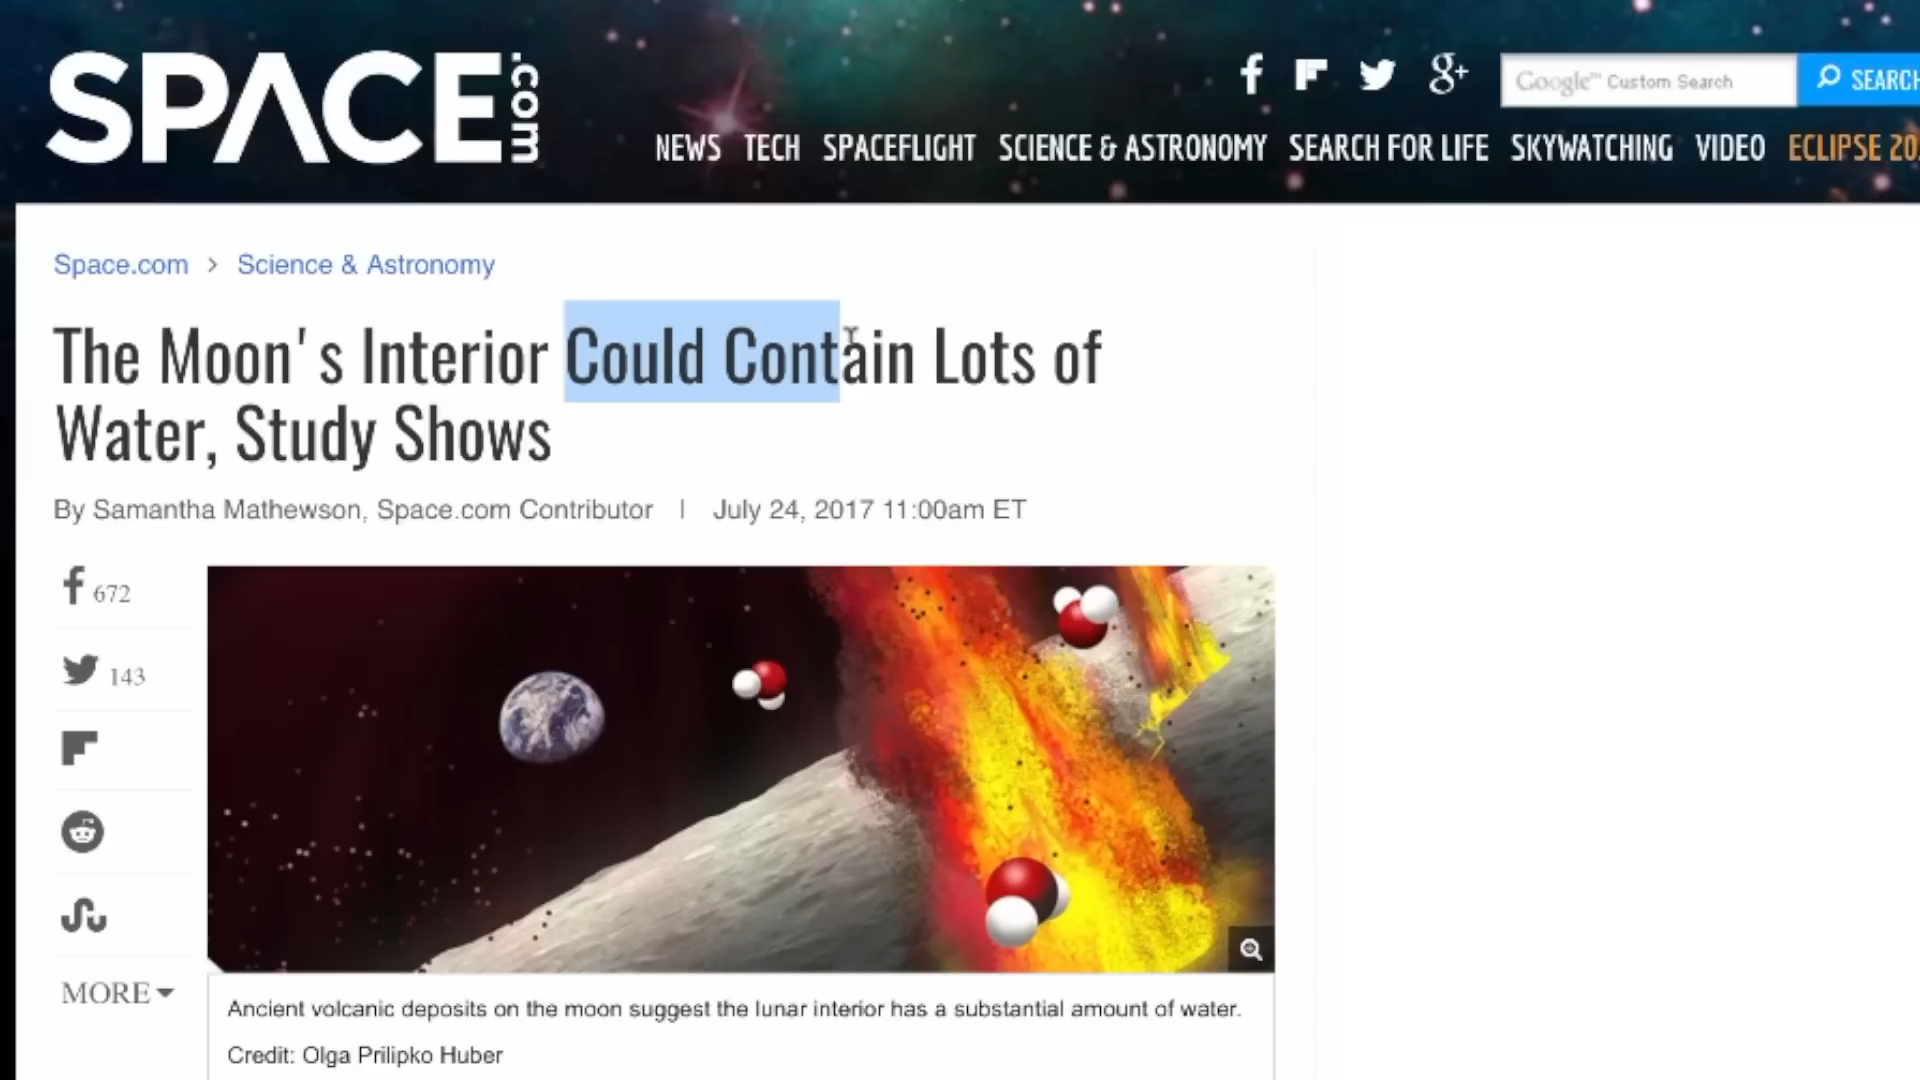 SPACE.com
Google™ Custom Search
SEARCH
NEWS TECH SPACEFLIGHT SCIENCE & ASTRONOMY SEARCH FOR LIFE SKYWATCHING VIDEO ECLIPSE 20
Space.com > Science & Astronomy
The Moon's Interior Could Contain Lots of
Water, Study Shows
By Samantha Mathewson, Space.com Contributor | July 24, 2017 11:00am ET
672
143
MORE
Ancient volcanic deposits on the moon suggest the lunar interior has a substantial amount of water.
Credit: Olga Prilipko Huber